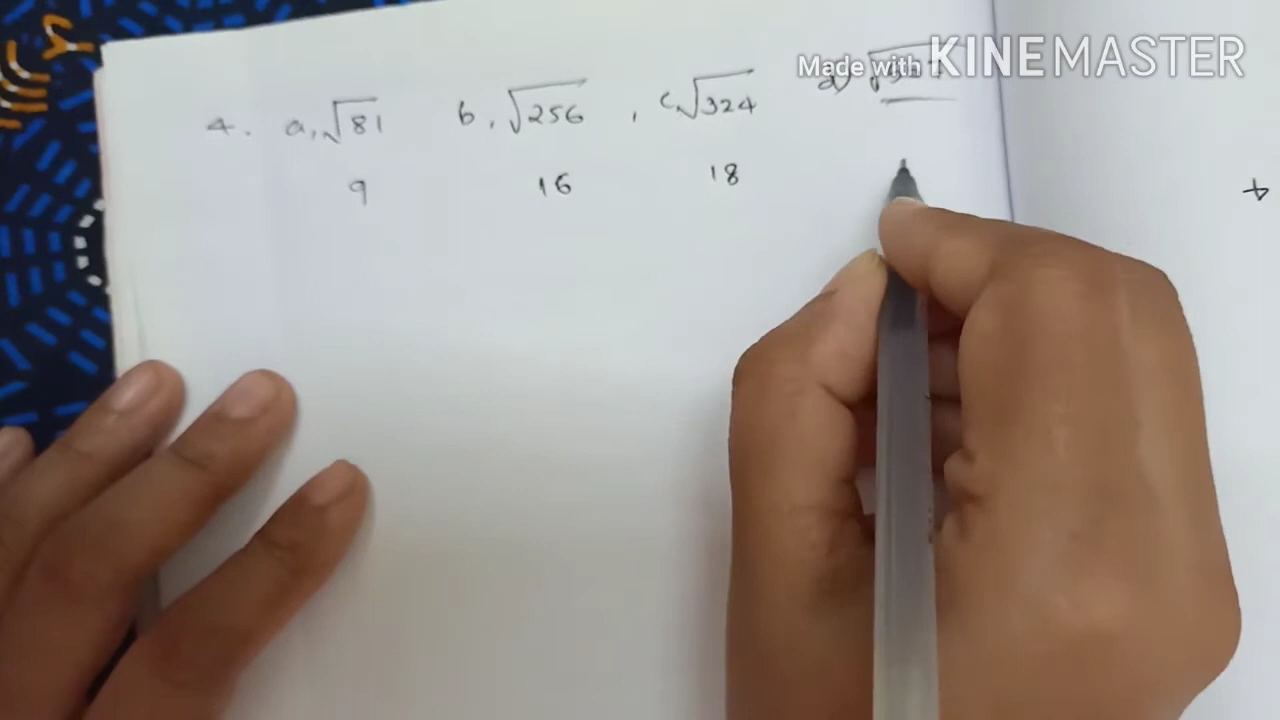 Made with KINEMASTER
4. a, √81 b, √256 , c √324 d)
9 16 18